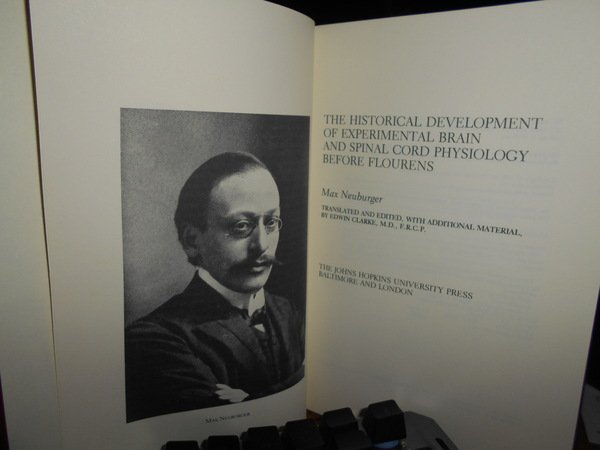 MAX NEUBURGER
THE HISTORICAL DEVELOPMENT
OF EXPERIMENTAL BRAIN
AND SPINAL CORD PHYSIOLOGY
BEFORE FLOURENS
Max Neuburger
TRANSLATED AND EDITED, WITH ADDITIONAL MATERIAL,
BY EDWIN CLARKE, M.D., F.R.C.P.
THE JOHNS HOPKINS UNIVERSITY PRESS
BALTIMORE AND LONDON